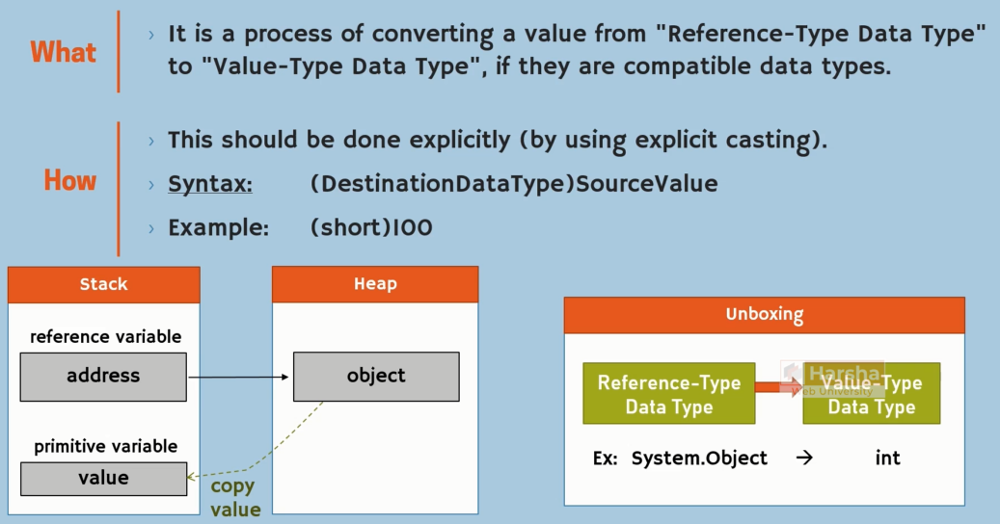 What
› It is a process of converting a value from "Reference-Type Data Type"
to "Value-Type Data Type", if they are compatible data types.
How
› This should be done explicitly (by using explicit casting).
› Syntax: (DestinationDataType)SourceValue
› Example: (short)100
Stack
reference variable
address
primitive variable
value
Heap
object
copy
value
Unboxing
Reference-Type
Data Type
Value-Type
Data Type
Harsha
Web University
Ex: System.Object → int